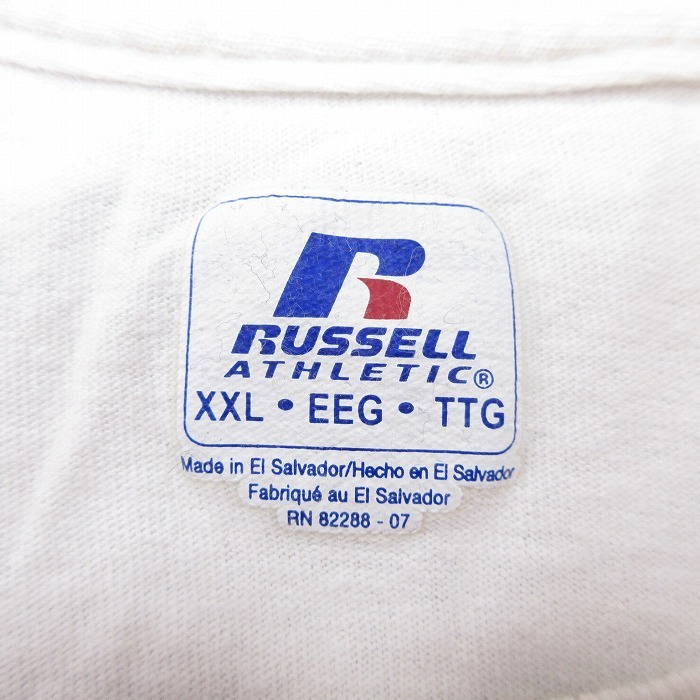 R
RUSSELL
ATHLETIC®
XXL • EEG • TTG
Made in El Salvador/Hecho en El Salvador
Fabriqué au El Salvador
RN 82288 - 07